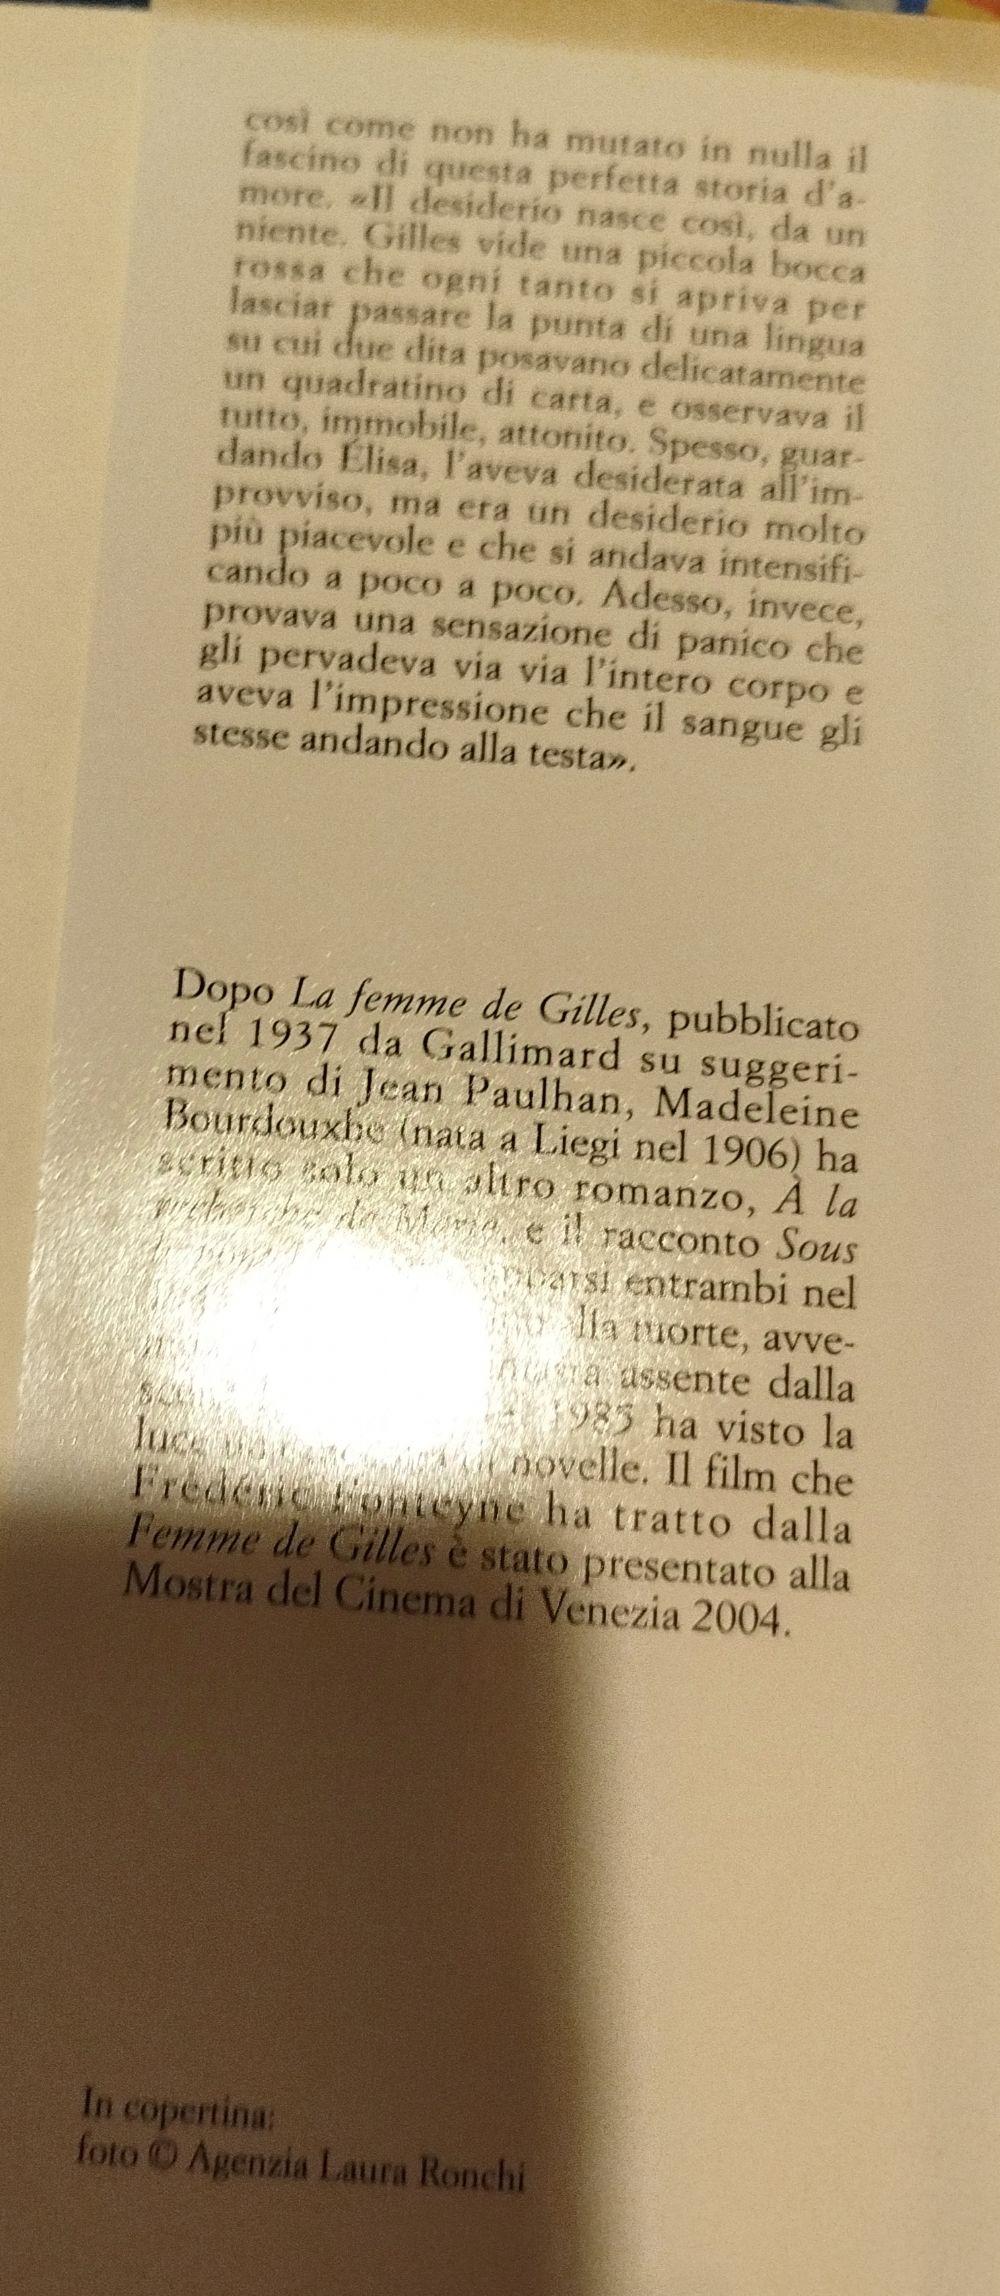 così come non ha mutato in nulla il
fascino di questa perfetta storia d'a-
more. «Il desiderio nasce così, da un
niente. Gilles vide una piccola bocca
rossa che ogni tanto si apriva per
lasciar passare la punta di una lingua
su cui due dita posavano delicatamente
un quadratino di carta, e osservava il
tutto, immobile, attonito. Spesso, guar-
dando Élisa, l'aveva desiderata all'im-
provviso, ma era un desiderio molto
più piacevole e che si andava intensifi-
cando a poco a poco. Adesso, invece,
provava una sensazione di panico che
gli pervadeva via via l'intero corpo e
aveva l'impressione che il sangue gli
stesse andando alla testa».
Dopo La femme de Gilles, pubblicato
nel 1937 da Gallimard su suggeri-
mento di Jean Paulhan, Madeleine
Bourdouxhe (nata a Liegi nel 1906) ha
scritto solo un altro romanzo, À la
recherche de Marie, e il racconto Sous
entrambi nel
alla morte, avve-
assente dalla
1985 ha visto la
luce novelle. Il film che
Frédéric Fonteyne ha tratto dalla
Femme de Gilles è stato presentato alla
Mostra del Cinema di Venezia 2004.
In copertina:
foto © Agenzia Laura Ronchi